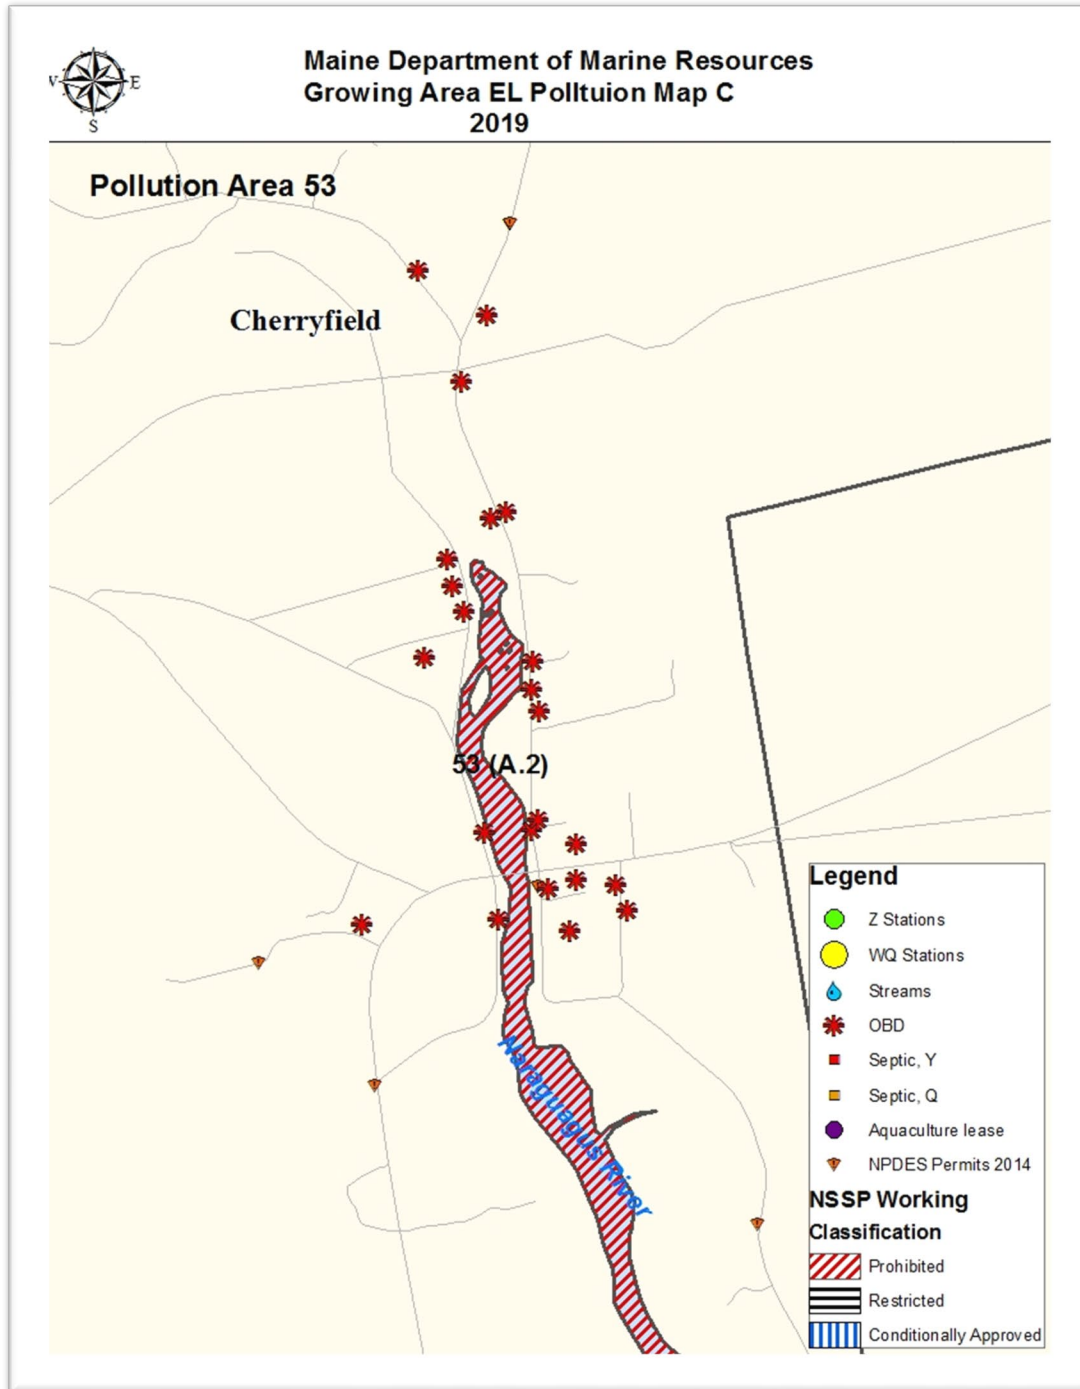 Maine Department of Marine Resources
Growing Area EL Polltuion Map C
2019
E
S
Pollution Area 53
Cherryfield
53 (A.2)
Narraguagus River
Legend
Z Stations
WQ Stations
Streams
OBD
Septic, Y
Septic, Q
Aquaculture lease
NPDES Permits 2014
NSSP Working
Classification
Prohibited
Restricted
Conditionally Approved